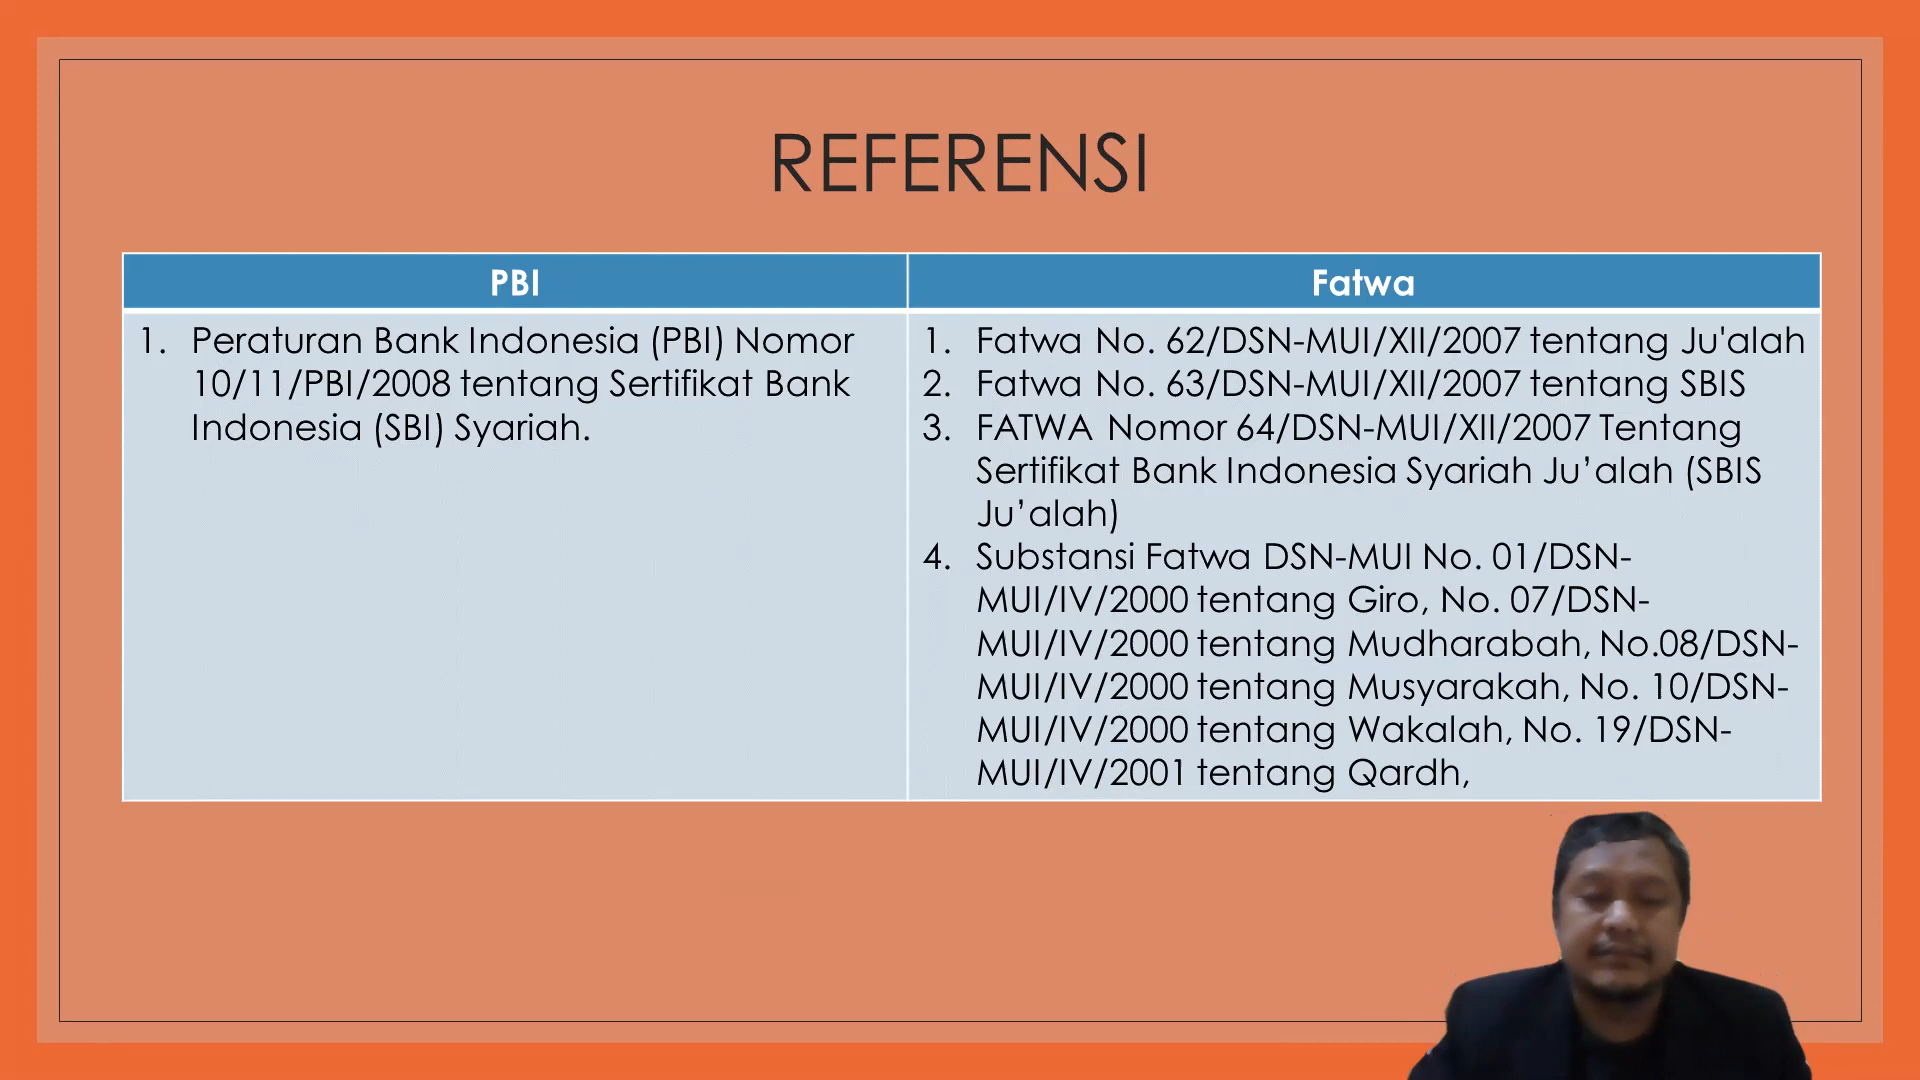 REFERENSI
PBI
Fatwa
1. Peraturan Bank Indonesia (PBI) Nomor
10/11/PBI/2008 tentang Sertifikat Bank
Indonesia (SBI) Syariah.
1. Fatwa No. 62/DSN-MUI/XII/2007 tentang Ju'alah
2. Fatwa No. 63/DSN-MUI/XII/2007 tentang SBIS
3. FATWA Nomor 64/DSN-MUI/XII/2007 Tentang
Sertifikat Bank Indonesia Syariah Ju’alah (SBIS
Ju’alah)
4. Substansi Fatwa DSN-MUI No. 01/DSN-
MUI/IV/2000 tentang Giro, No. 07/DSN-
MUI/IV/2000 tentang Mudharabah, No.08/DSN-
MUI/IV/2000 tentang Musyarakah, No. 10/DSN-
MUI/IV/2000 tentang Wakalah, No. 19/DSN-
MUI/IV/2001 tentang Qardh,